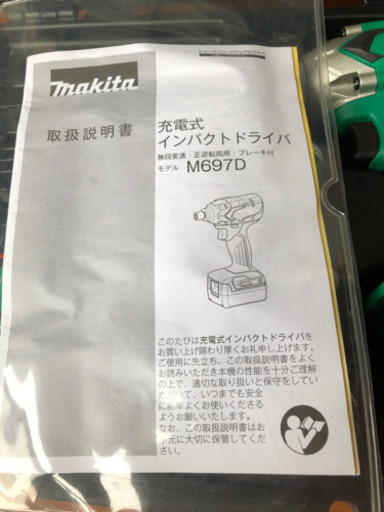 makita
取扱説明書
充電式
インパクトドライバ
無段変速・正逆転両用・ブレーキ付
モデル M697D
このたびは充電式インパクトドライバを
お買い上げ賜わり厚くお礼申し上げます。
ご使用に先立ち、この取扱説明書をよく
お読みいただき本機の性能を十分ご理解
の上で、適切な取り扱いと保守をしてい
ただいて、いつまでも安全
に能率よくお使いくださる
ようお願いいたします。
なお、この取扱説明書はお
手元に大切に保管してくだ